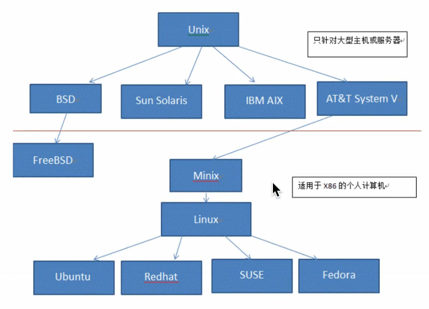 Unix
只针对大型主机或服务器
BSD
Sun Solaris
IBM AIX
AT&T System V
FreeBSD
Minix
适用于 X86 的个人计算机
Linux
Ubuntu
Redhat
SUSE
Fedora